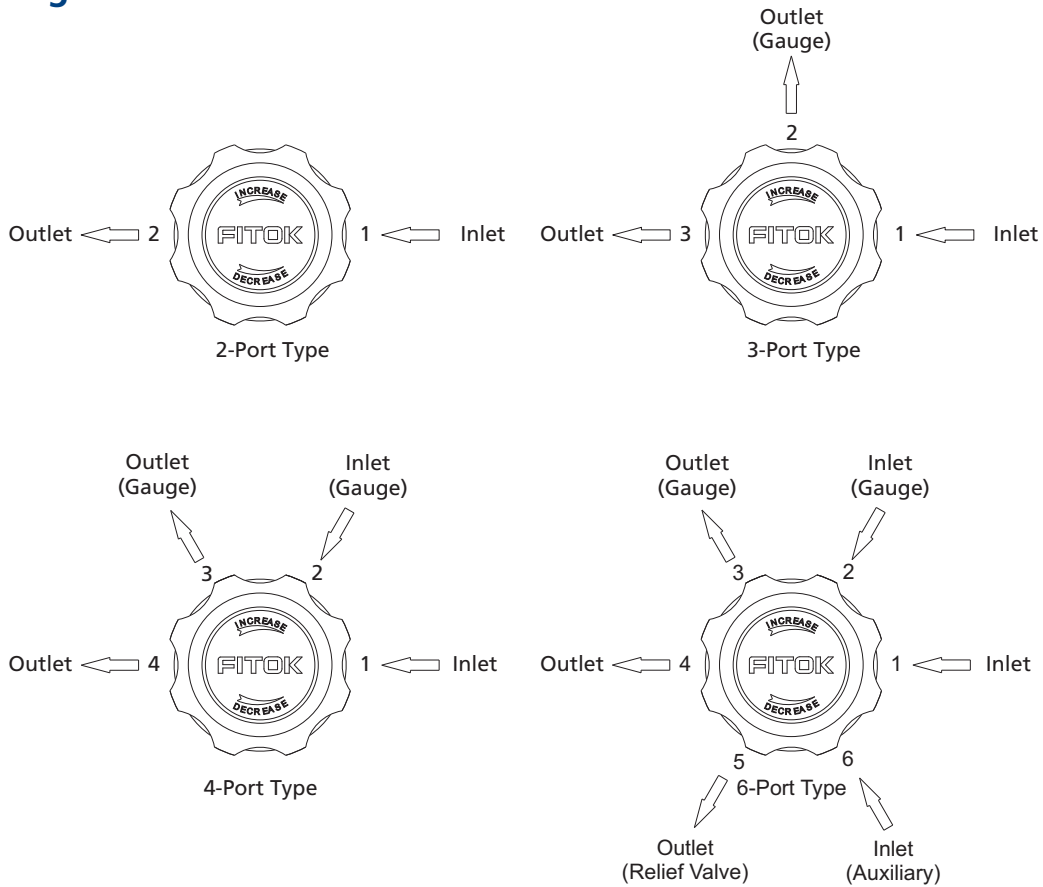 Outlet
(Gauge)
2
INCREASE
FITOK
DECREASE
Outlet 2 1 Inlet
2-Port Type
INCREASE
FITOK
DECREASE
Outlet 3 1 Inlet
3-Port Type
Outlet
(Gauge)
Inlet
(Gauge)
3 2
INCREASE
FITOK
DECREASE
Outlet 4 1 Inlet
4-Port Type
Outlet
(Gauge)
Inlet
(Gauge)
3 2
INCREASE
FITOK
DECREASE
Outlet 4 1 Inlet
5 6
6-Port Type
Outlet
(Relief Valve)
Inlet
(Auxiliary)